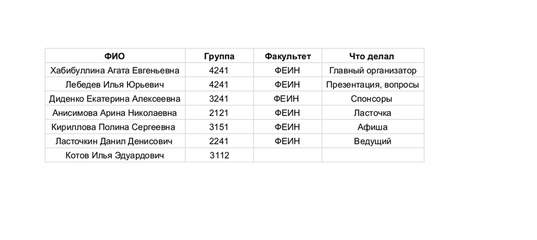 ФИО Группа Факультет Что делал
Хабибуллина Агата Евгеньевна 4241 ФЕИН Главный организатор
Лебедев Илья Юрьевич 4241 ФЕИН Презентация, вопросы
Диденко Екатерина Алексеевна 3241 ФЕИН Спонсоры
Анисимова Арина Николаевна 2121 ФЕИН Ласточка
Кириллова Полина Сергеевна 3151 ФЕИН Афиша
Ласточкин Данил Денисович 2241 ФЕИН Ведущий
Котов Илья Эдуардович 3112